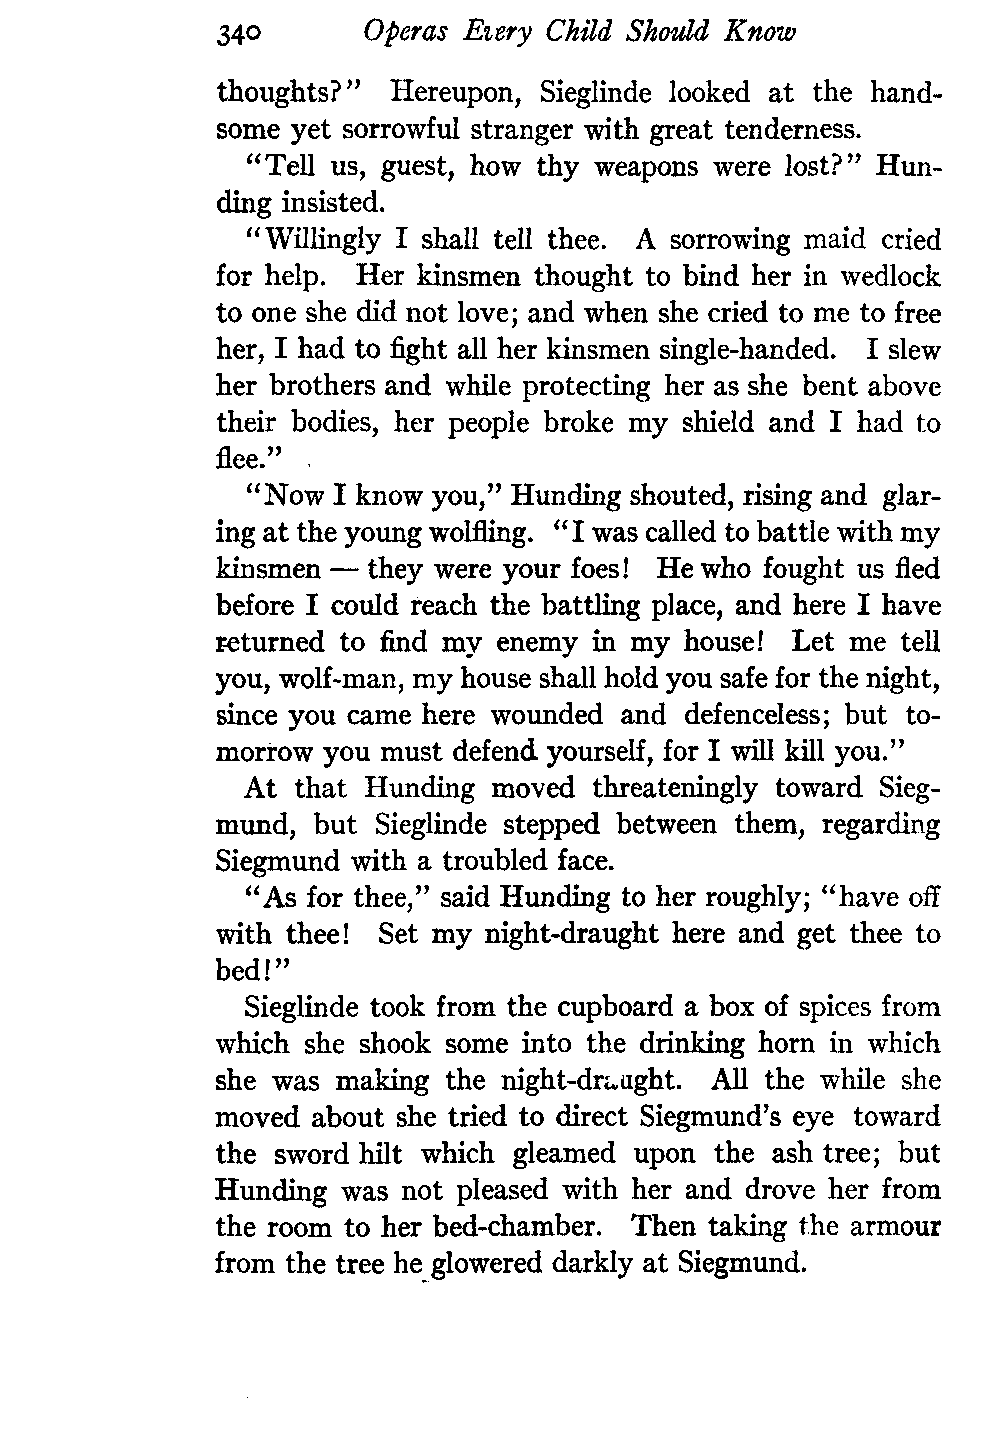 340 Operas Every Child Should Know
thoughts?" Hereupon, Sieglinde looked at the hand-
some yet sorrowful stranger with great tenderness.
"Tell us, guest, how thy weapons were lost?" Hun-
ding insisted.
"Willingly I shall tell thee. A sorrowing maid cried
for help. Her kinsmen thought to bind her in wedlock
to one she did not love; and when she cried to me to free
her, I had to fight all her kinsmen single-handed. I slew
her brothers and while protecting her as she bent above
their bodies, her people broke my shield and I had to
flee."
"Now I know you," Hunding shouted, rising and glar-
ing at the young wolfling. "I was called to battle with my
kinsmen — they were your foes! He who fought us fled
before I could reach the battling place, and here I have
returned to find my enemy in my house! Let me tell
you, wolf-man, my house shall hold you safe for the night,
since you came here wounded and defenceless; but to-
morrow you must defend yourself, for I will kill you."
At that Hunding moved threateningly toward Sieg-
mund, but Sieglinde stepped between them, regarding
Siegmund with a troubled face.
"As for thee," said Hunding to her roughly; "have off
with thee! Set my night-draught here and get thee to
bed!"
Sieglinde took from the cupboard a box of spices from
which she shook some into the drinking horn in which
she was making the night-draught. All the while she
moved about she tried to direct Siegmund's eye toward
the sword hilt which gleamed upon the ash tree; but
Hunding was not pleased with her and drove her from
the room to her bed-chamber. Then taking the armour
from the tree he glowered darkly at Siegmund.